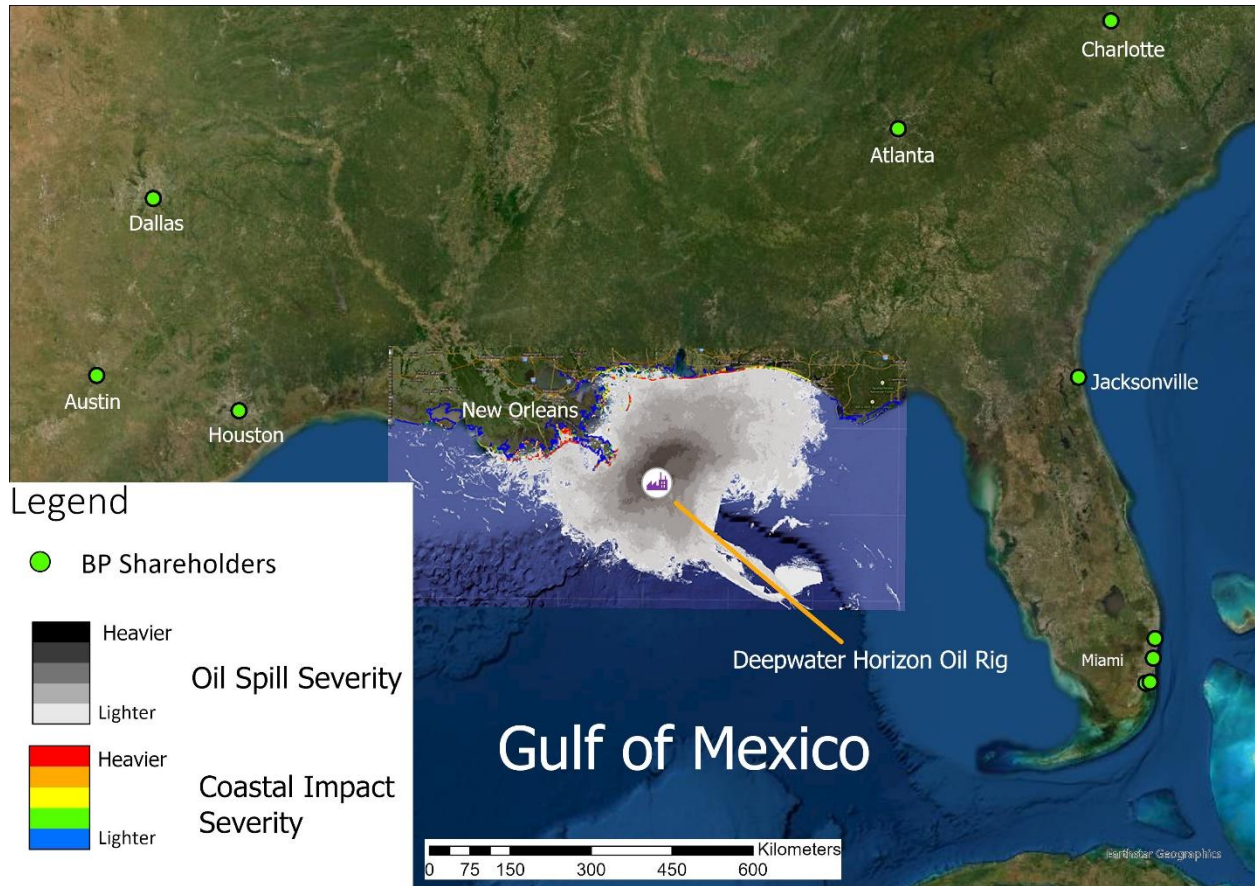 Charlotte
Atlanta
Dallas
Jacksonville
Austin
Houston
New Orleans
Legend
BP Shareholders
Heavier
Oil Spill Severity
Lighter
Heavier
Coastal Impact
Severity
Lighter
Deepwater Horizon Oil Rig
Miami
Gulf of Mexico
Kilometers
0 75 150 300 450 600
Earthstar Geographics